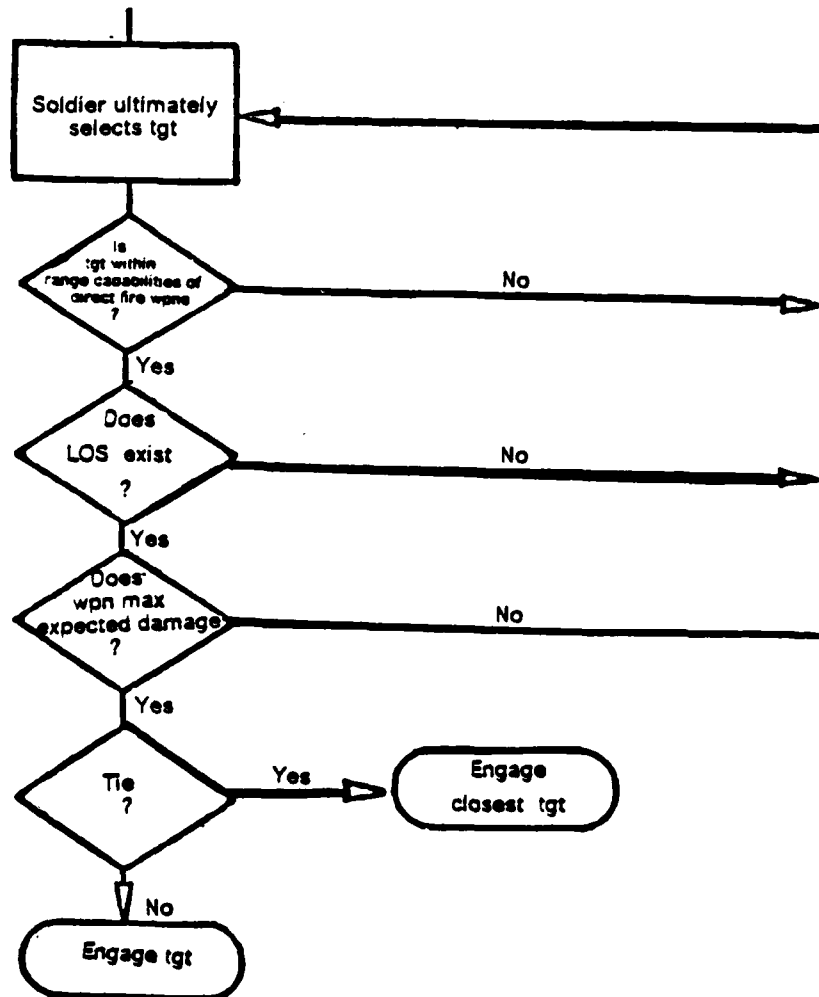 Soldier ultimately
selects tgt
Is
tgt within
range capabilities of
direct fire wpns
?
No
Yes
Does
LOS exist
?
No
Yes
Does
wpn max
expected damage
?
No
Yes
Tie
?
Yes
Engage
closest tgt
No
Engage tgt